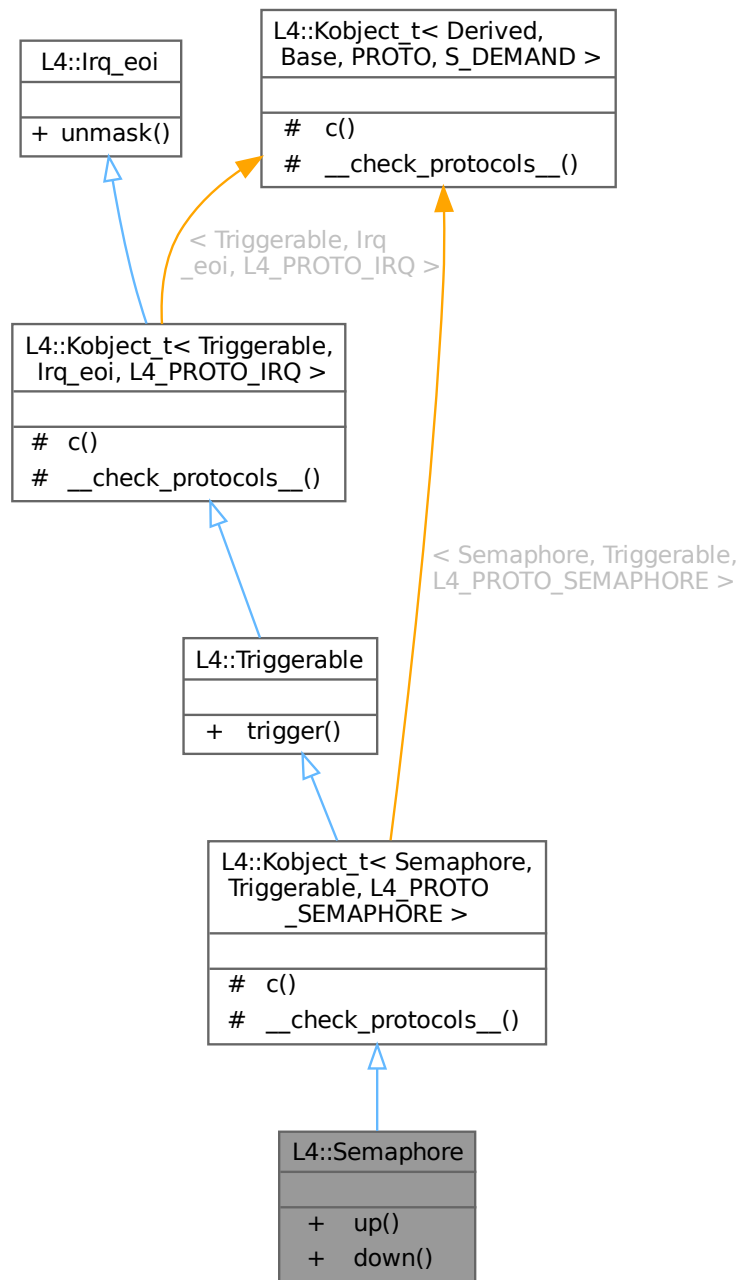 L4::Irq_eoi
+ unmask()
L4::Kobject_t< Derived,
Base, PROTO, S_DEMAND >
# c()
# __check_protocols__()
< Triggerable, Irq
_eoi, L4_PROTO_IRQ >
L4::Kobject_t< Triggerable,
Irq_eoi, L4_PROTO_IRQ >
# c()
# __check_protocols__()
< Semaphore, Triggerable,
L4_PROTO_SEMAPHORE >
L4::Triggerable
+ trigger()
L4::Kobject_t< Semaphore,
Triggerable, L4_PROTO
_SEMAPHORE >
# c()
# __check_protocols__()
L4::Semaphore
+ up()
+ down()